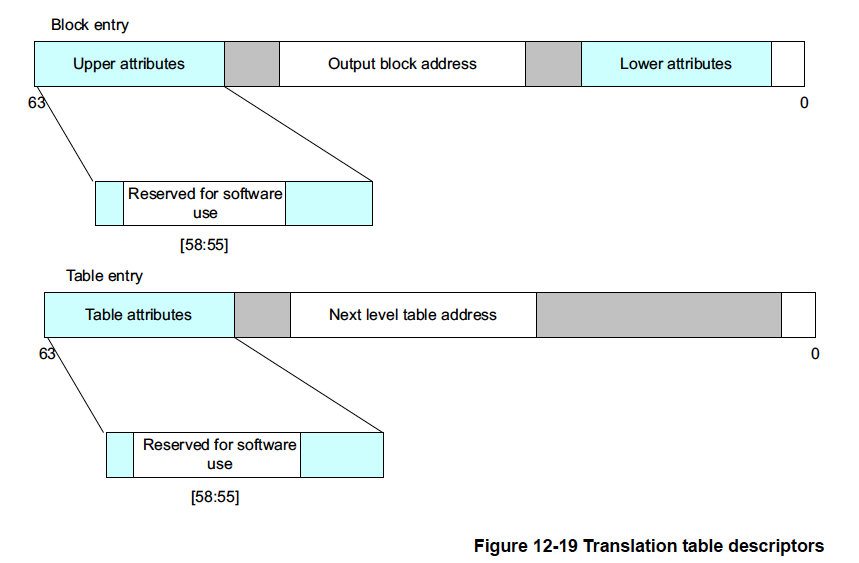 Block entry
Upper attributes
Output block address
Lower attributes
63
0
Reserved for software
use
[58:55]
Table entry
Table attributes
Next level table address
63
0
Reserved for software
use
[58:55]
Figure 12-19 Translation table descriptors